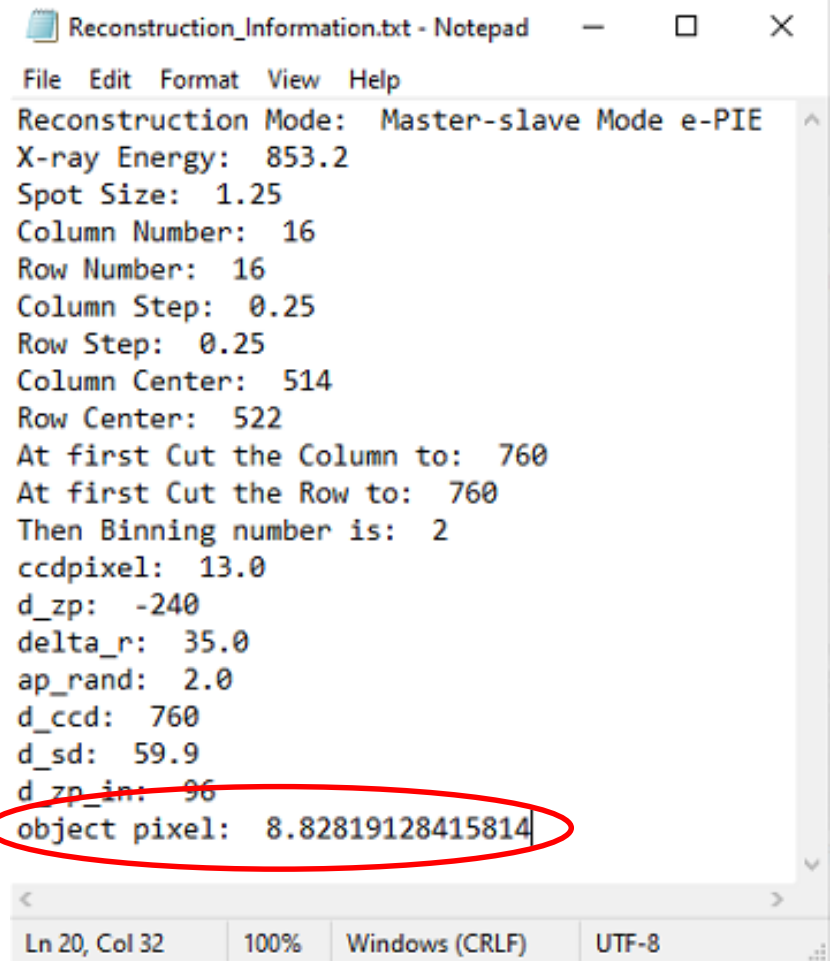 Reconstruction_Information.txt - Notepad
File Edit Format View Help
Reconstruction Mode:  Master-slave Mode e-PIE
X-ray Energy:  853.2
Spot Size:  1.25
Column Number:  16
Row Number:  16
Column Step:  0.25
Row Step:  0.25
Column Center:  514
Row Center:  522
At first Cut the Column to:  760
At first Cut the Row to:  760
Then Binning number is:  2
ccdpixel:  13.0
d_zp:  -240
delta_r:  35.0
ap_rand:  2.0
d_ccd:  760
d_sd:  59.9
d_zp_in:  96
object pixel:  8.82819128415814
Ln 20, Col 32 100% Windows (CRLF) UTF-8